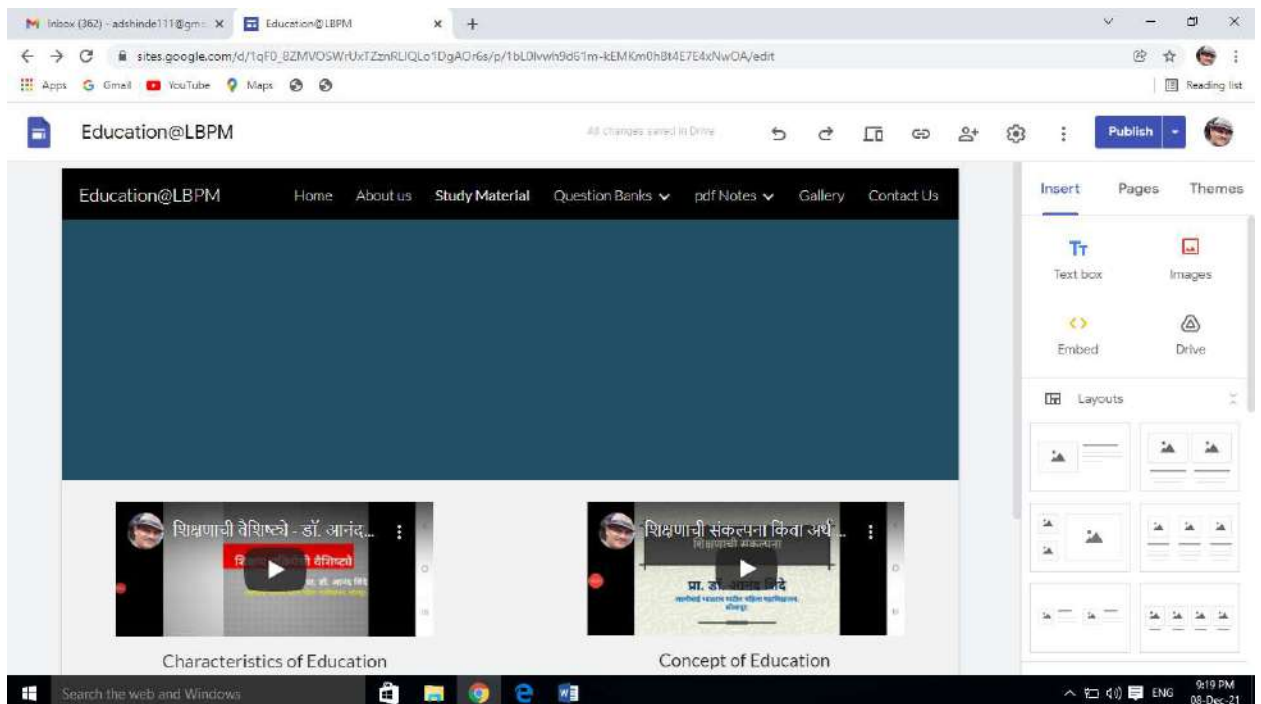 Inbox (362) - adshinde111@gm
Education@LBPM
sites.google.com/d/1qF0_8ZMVOSWrUxTZznRLIQLo1DgAOr6s/p/1bL0lvwh9d61m-kEMKm0hBt4E7E4xNwOA/edit
Apps Gmail YouTube Maps Reading list
Education@LBPM All changes saved in Drive Publish
Education@LBPM Home About us Study Material Question Banks pdf Notes Gallery Contact Us
Insert Pages Themes
Text box Images
Embed Drive
Layouts
शिक्षणाची वैशिष्ट्ये - डॉ. आनंद...
शिक्षणाची संकल्पना किंवा अर्थ ...
शिक्षणाची संकल्पना
प्रा. डॉ. आनंद शिंदे
Characteristics of Education
Concept of Education
Search the web and Windows
ENG 9:19 PM
08-Dec-21